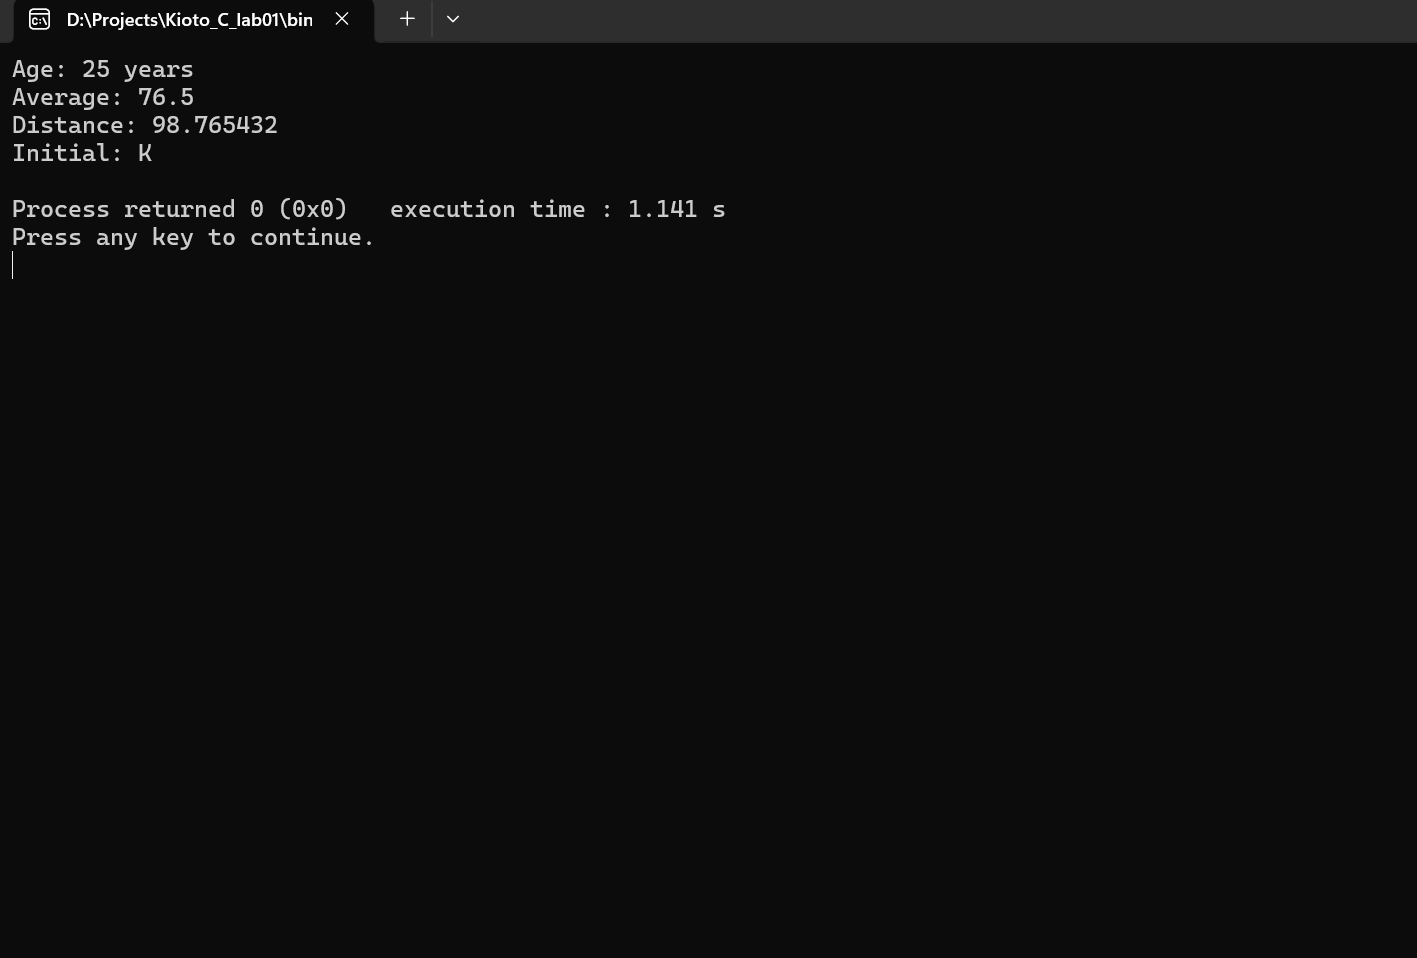 D:\Projects\Kioto_C_lab01\bin
Age: 25 years
Average: 76.5
Distance: 98.765432
Initial: K
Process returned 0 (0x0)   execution time : 1.141 s
Press any key to continue.